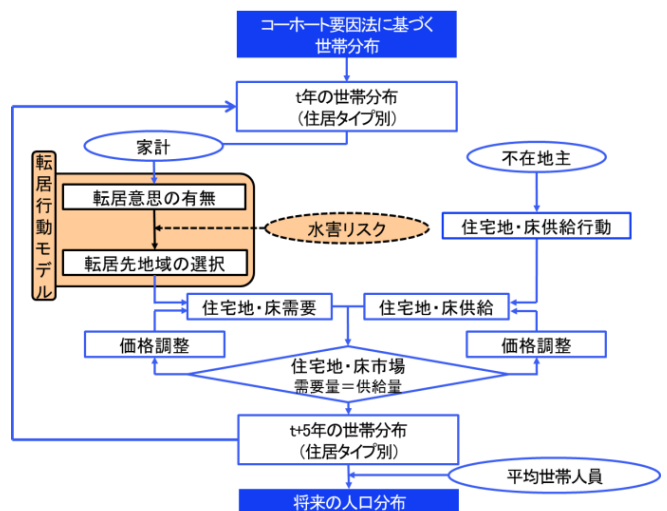 コーホート要因法に基づく
世帯分布
t年の世帯分布
(住居タイプ別)
家計
不在地主
転居行動モデル
転居意思の有無
水害リスク
住宅地・床供給行動
転居先地域の選択
住宅地・床需要
住宅地・床供給
価格調整
住宅地・床市場
需要量=供給量
価格調整
t+5年の世帯分布
(住居タイプ別)
平均世帯人員
将来の人口分布